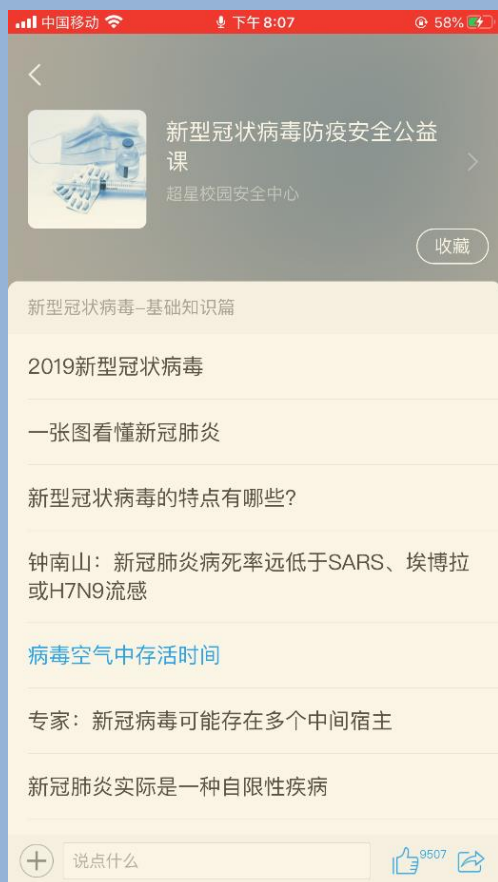 中国移动 下午8:07 58%
新型冠状病毒防疫安全公益
课
超星校园安全中心
收藏
新型冠状病毒-基础知识篇
2019新型冠状病毒
一张图看懂新冠肺炎
新型冠状病毒的特点有哪些?
钟南山：新冠肺炎病死率远低于SARS、埃博拉
或H7N9流感
病毒空气中存活时间
专家：新冠病毒可能存在多个中间宿主
新冠肺炎实际是一种自限性疾病
说点什么 9507